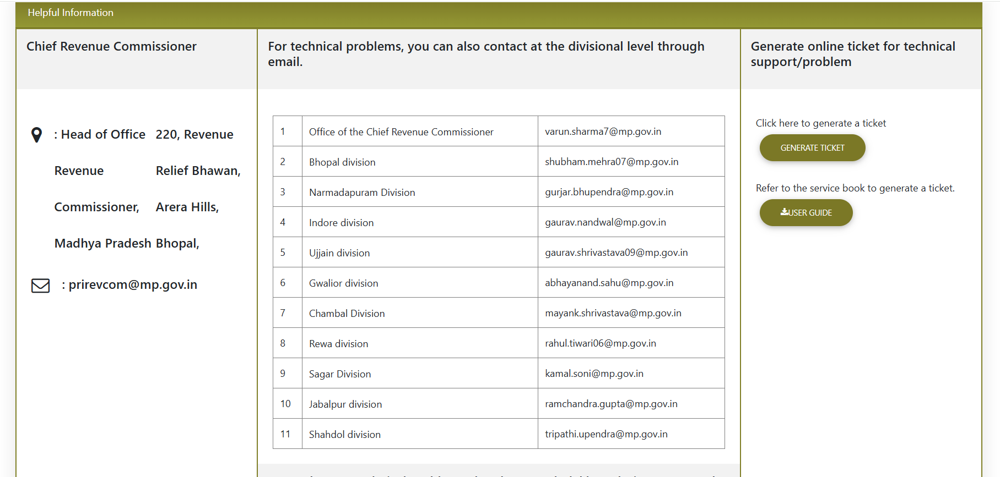 Helpful Information
Chief Revenue Commissioner
: Head of Office 220, Revenue
Revenue Relief Bhawan,
Commissioner, Arera Hills,
Madhya Pradesh Bhopal,
: prirevcom@mp.gov.in
For technical problems, you can also contact at the divisional level through
email.
1 Office of the Chief Revenue Commissioner varun.sharma7@mp.gov.in
2 Bhopal division shubham.mehra07@mp.gov.in
3 Narmadapuram Division gurjar.bhupendra@mp.gov.in
4 Indore division gaurav.nandwal@mp.gov.in
5 Ujjain division gaurav.shrivastava09@mp.gov.in
6 Gwalior division abhayanand.sahu@mp.gov.in
7 Chambal Division mayank.shrivastava@mp.gov.in
8 Rewa division rahul.tiwari06@mp.gov.in
9 Sagar Division kamal.soni@mp.gov.in
10 Jabalpur division ramchandra.gupta@mp.gov.in
11 Shahdol division tripathi.upendra@mp.gov.in
Generate online ticket for technical
support/problem
Click here to generate a ticket
GENERATE TICKET
Refer to the service book to generate a ticket.
USER GUIDE